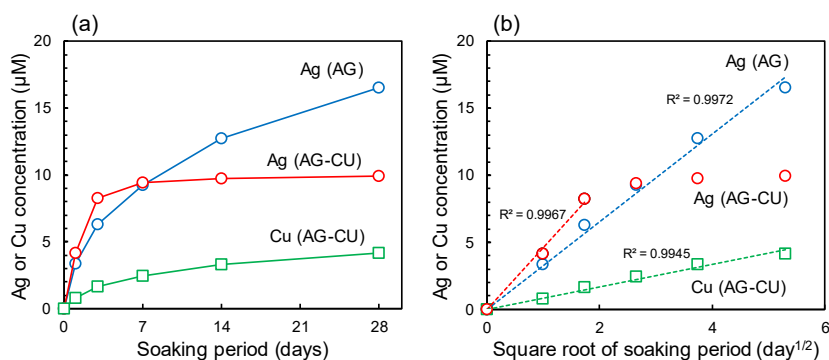 (a)
Ag or Cu concentration (μM)
20
15
10
5
0
Ag (AG)
Ag (AG-CU)
Cu (AG-CU)
0 7 14 21 28
Soaking period (days)
(b)
Ag or Cu concentration (μM)
20
15
10
5
0
Ag (AG)
R² = 0.9972
Ag (AG-CU)
R² = 0.9967
R² = 0.9945
Cu (AG-CU)
0 2 4 6
Square root of soaking period (day¹ᐟ²)